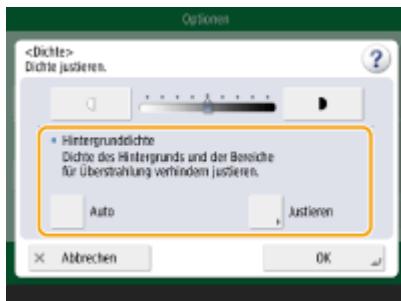 Optionen
<Dichte>
Dichte justieren.
?
Hintergrunddichte
Dichte des Hintergrunds und der Bereiche
für Überstrahlung verhindern justieren.
Auto
Justieren
Abbrechen
OK